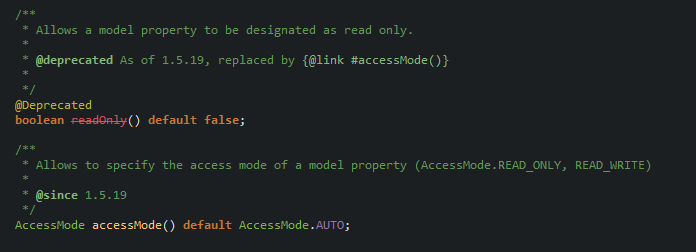 /**
 * Allows a model property to be designated as read only.
 *
 * @deprecated As of 1.5.19, replaced by {@link #accessMode()}
 *
 */
@Deprecated
boolean readOnly() default false;
/**
 * Allows to specify the access mode of a model property (AccessMode.READ_ONLY, READ_WRITE)
 *
 * @since 1.5.19
 */
AccessMode accessMode() default AccessMode.AUTO;